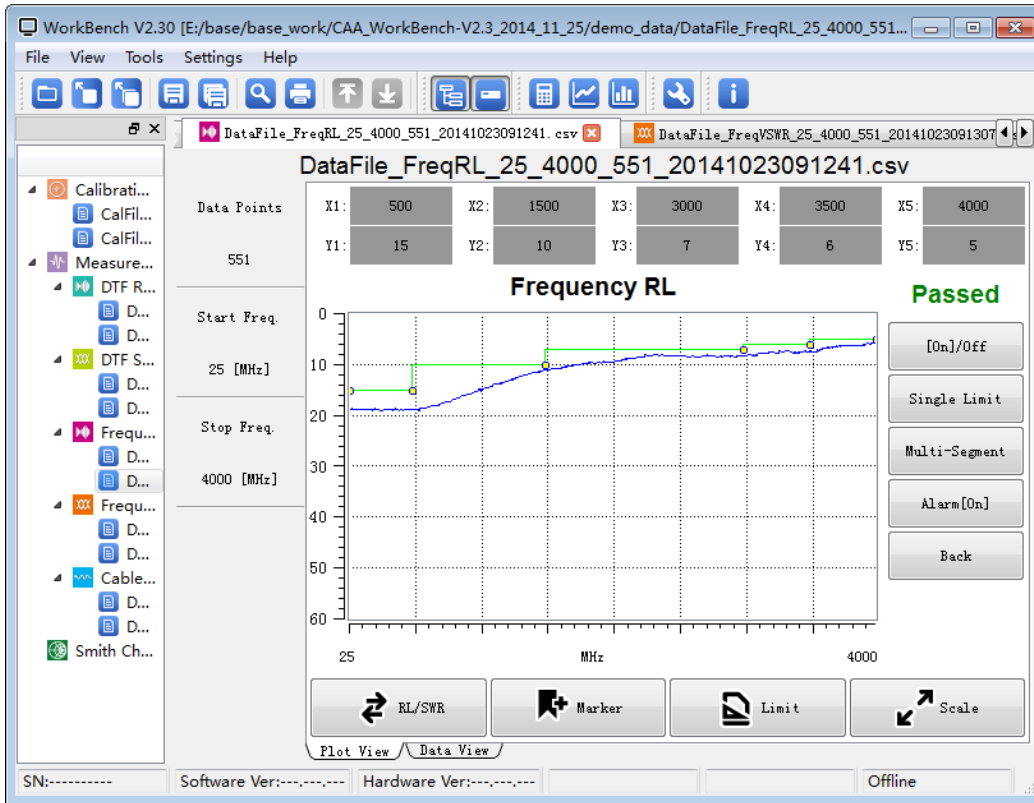 WorkBench V2.30 [E:/base/base_work/CAA_WorkBench-V2.3_2014_11_25/demo_data/DataFile_FreqRL_25_4000_551...
File View Tools Settings Help
DataFile_FreqRL_25_4000_551_20141023091241.csv
DataFile_FreqVSWR_25_4000_551_20141023091307
DataFile_FreqRL_25_4000_551_20141023091241.csv
Calibrati...
CalFil...
CalFil...
Measure...
DTF R...
D...
D...
DTF S...
D...
D...
Frequ...
D...
D...
Frequ...
D...
D...
Cable...
D...
D...
Smith Ch...
Data Points
551
Start Freq.
25 [MHz]
Stop Freq.
4000 [MHz]
X1: 500 X2: 1500 X3: 3000 X4: 3500 X5: 4000
Y1: 15 Y2: 10 Y3: 7 Y4: 6 Y5: 5
Frequency RL
Passed
0
10
20
30
40
50
60
25 MHz 4000
[On]/Off
Single Limit
Multi-Segment
Alarm[On]
Back
RL/SWR Marker Limit Scale
Plot View Data View
SN:---------- Software Ver:---.---.--- Hardware Ver:---.---.--- Offline